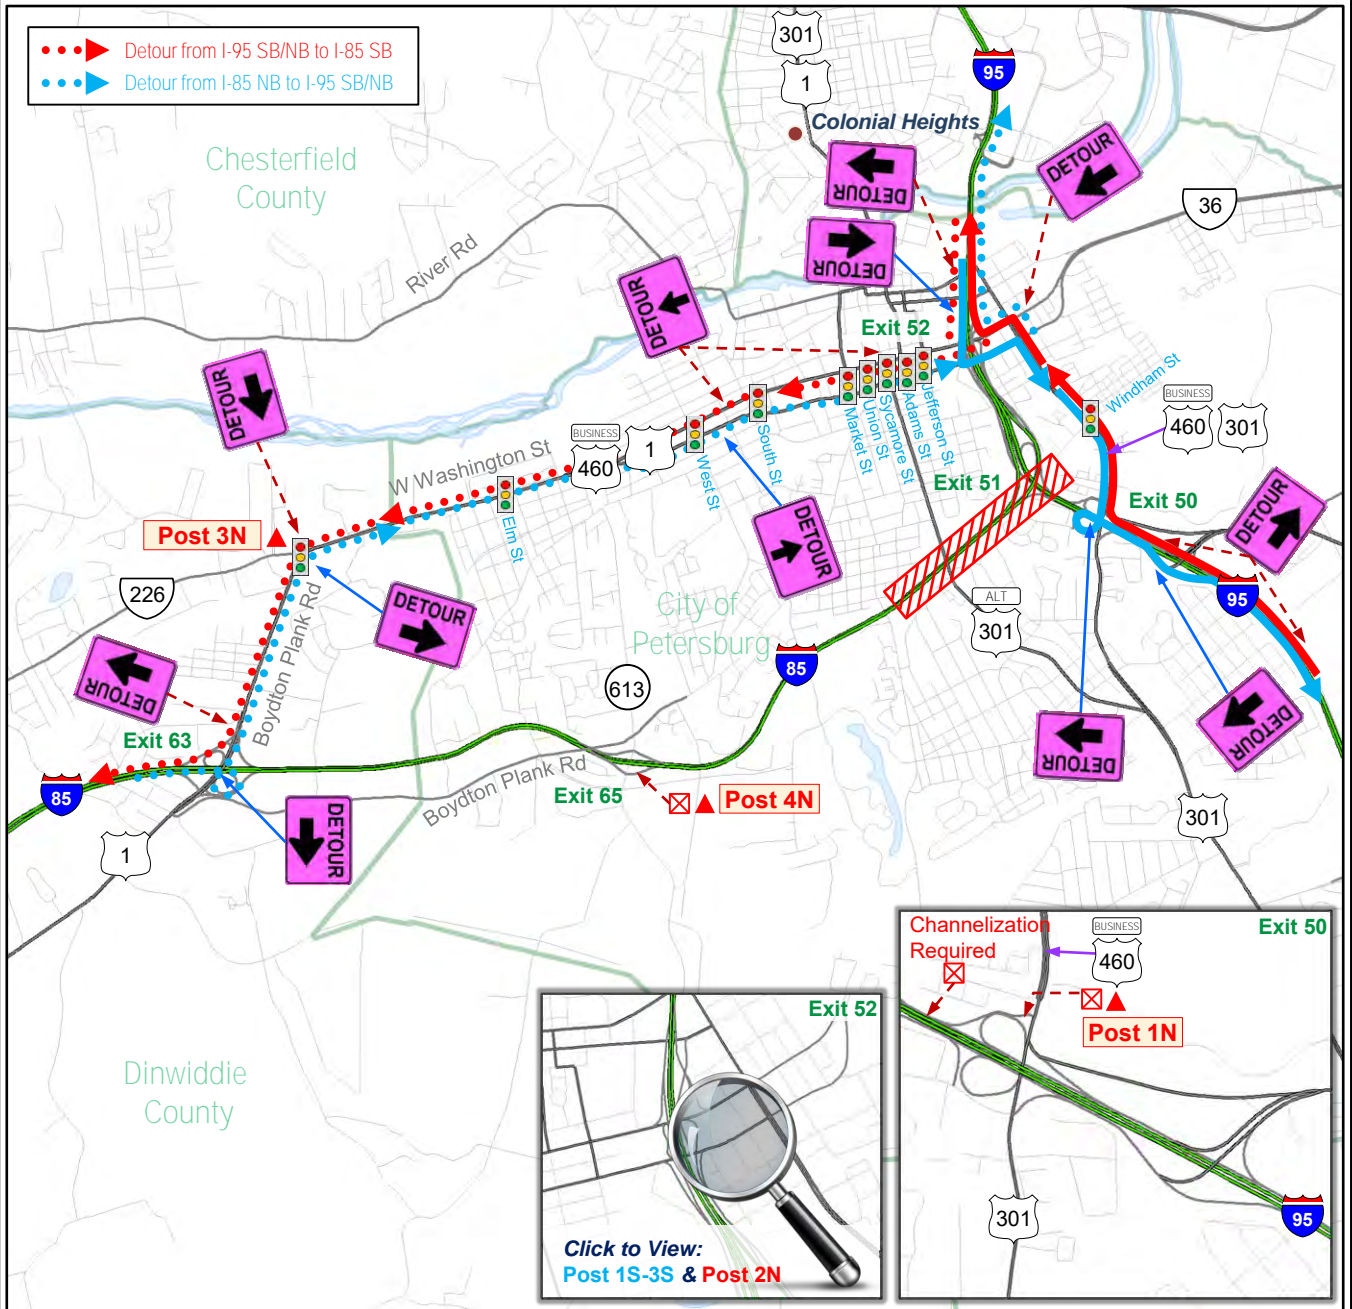 Detour from I-95 SB/NB to I-85 SB
Detour from I-85 NB to I-95 SB/NB
301
1
95
Colonial Heights
Chesterfield
County
DETOUR
DETOUR
DETOUR
36
River Rd
DETOUR
Exit 52
DETOUR
Windham St
BUSINESS
460
301
Jefferson St
Adams St
Sycamore St
Union St
Market St
South St
West St
BUSINESS
460
1
W Washington St
Elm St
Exit 51
Exit 50
DETOUR
DETOUR
Post 3N
226
DETOUR
Boydton Plank Rd
City of
Petersburg
ALT
301
95
85
613
DETOUR
DETOUR
DETOUR
Exit 63
85
Boydton Plank Rd
Exit 65
Post 4N
301
1
DETOUR
Channelization
Required
BUSINESS
460
Exit 50
Post 1N
301
95
Exit 52
Click to View:
Post 1S-3S & Post 2N
Dinwiddie
County